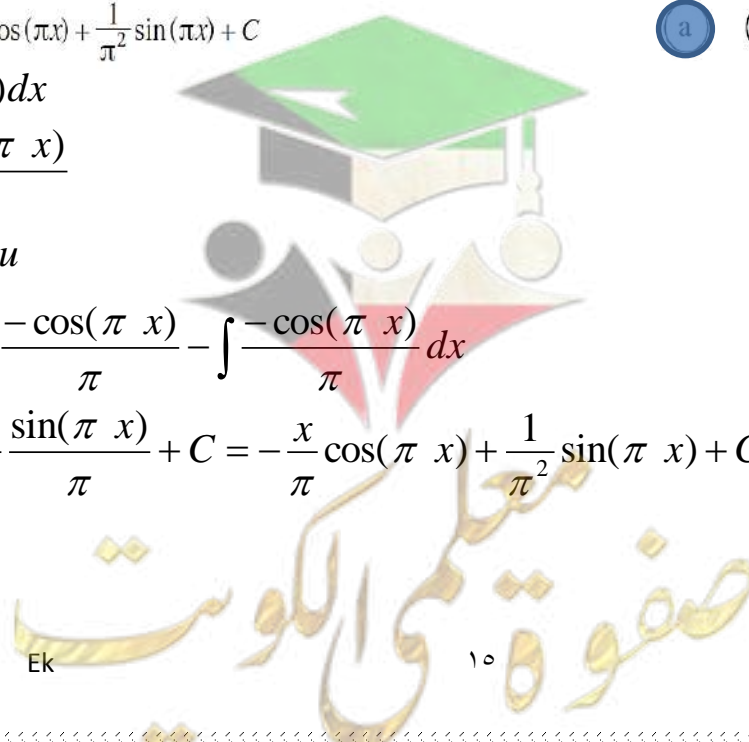 os (πx) + 1/π² sin (πx) + C a (
)dx
π x)
u
−cos(π x)/π − ∫ −cos(π x)/π dx
sin(π x)/π + C = − x/π cos(π x) + 1/π² sin(π x) + C
صفوة معلمى الكويت
Ek ١٥